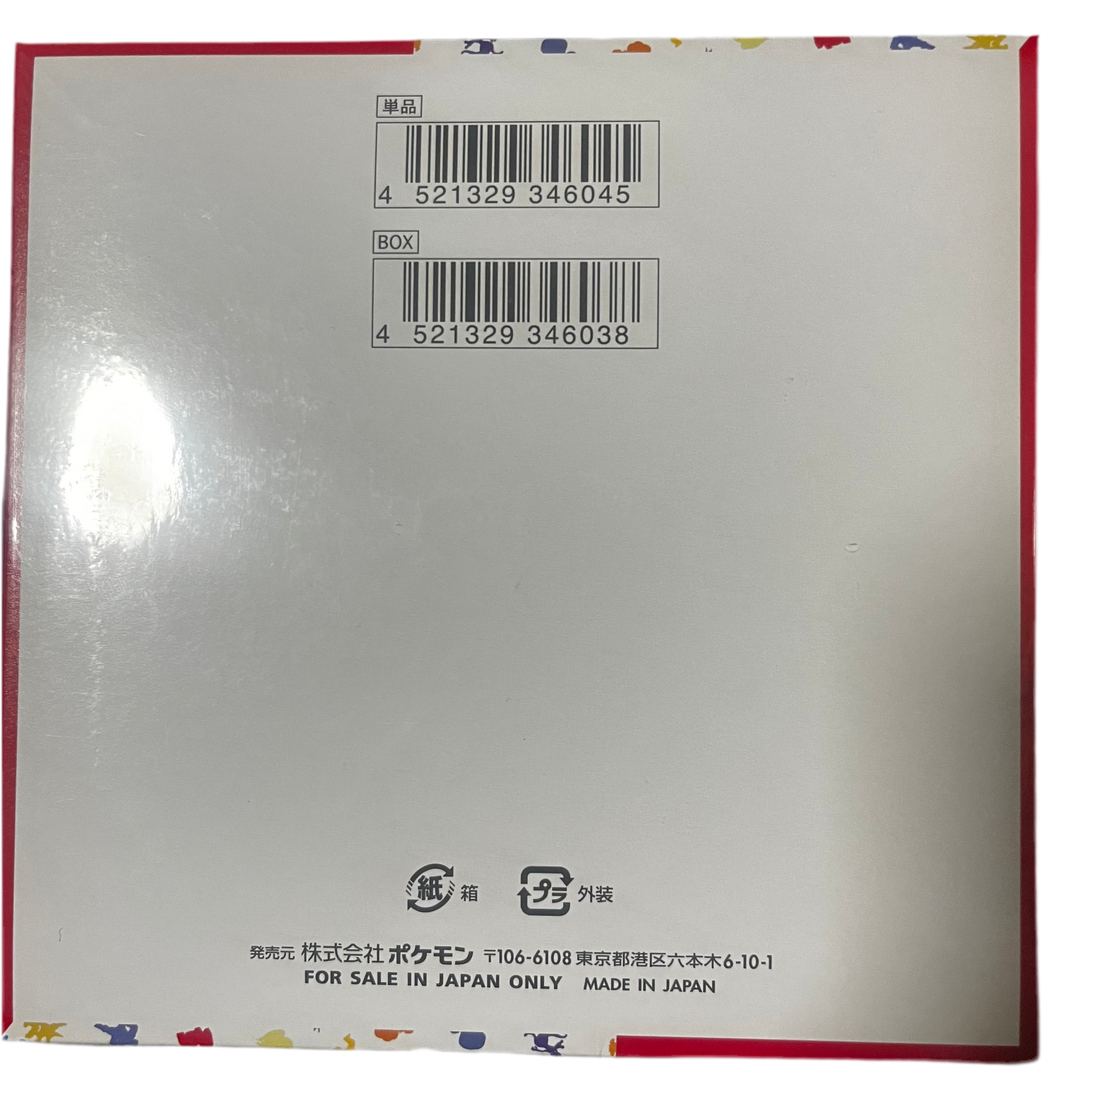 単品
4 521329 346045
BOX
4 521329 346038
紙 箱 プラ 外装
発売元 株式会社ポケモン 〒106-6108 東京都港区六本木6-10-1
FOR SALE IN JAPAN ONLY MADE IN JAPAN